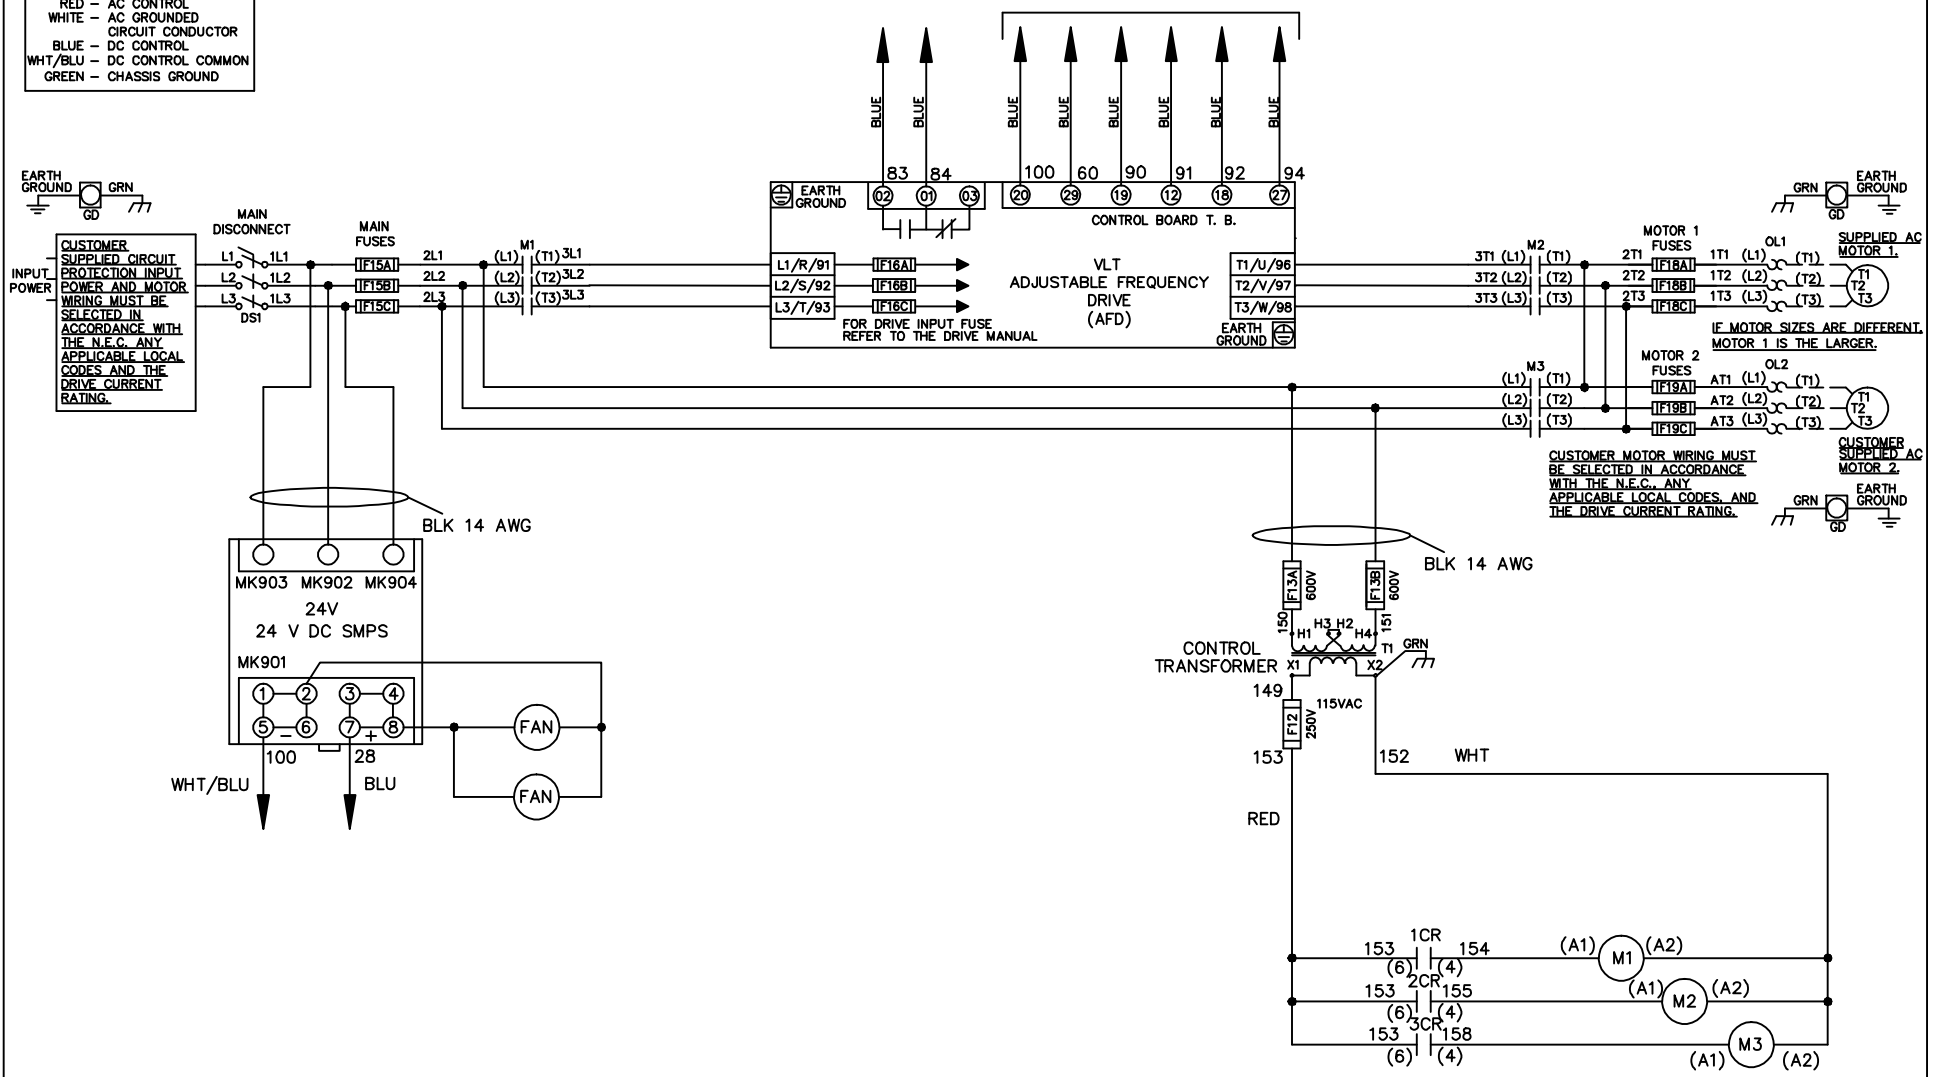 RED – AC CONTROL
WHITE – AC GROUNDED
CIRCUIT CONDUCTOR
BLUE – DC CONTROL
WHT/BLU – DC CONTROL COMMON
GREEN – CHASSIS GROUND
BLUE BLUE BLUE BLUE BLUE BLUE BLUE BLUE
83 84 100 60 90 91 92 94
EARTH
GROUND
GRN
GD
MAIN
DISCONNECT
MAIN
FUSES
INPUT
POWER
CUSTOMER
SUPPLIED CIRCUIT
PROTECTION INPUT
POWER AND MOTOR
WIRING MUST BE
SELECTED IN
ACCORDANCE WITH
THE N.E.C. ANY
APPLICABLE LOCAL
CODES AND THE
DRIVE CURRENT
RATING.
L1 1L1 F15A 2L1 (L1) M1 (T1) 3L1
L2 1L2 F15B 2L2 (L2) (T2) 3L2
L3 1L3 F15C 2L3 (L3) (T3) 3L3
DS1
EARTH
GROUND
02 01 03 20 29 19 12 18 27
CONTROL BOARD T. B.
L1/R/91 F16A
L2/S/92 F16B
L3/T/93 F16C
FOR DRIVE INPUT FUSE
REFER TO THE DRIVE MANUAL
VLT
ADJUSTABLE FREQUENCY
DRIVE
(AFD)
T1/U/96
T2/V/97
T3/W/98
EARTH
GROUND
M2
MOTOR 1
FUSES
OL1
3T1 (L1) (T1) 2T1 F18A 1T1 (L1) (T1)
3T2 (L2) (T2) 2T2 F18B 1T2 (L2) (T2)
3T3 (L3) (T3) 2T3 F18C 1T3 (L3) (T3)
GRN
EARTH
GROUND
GD
SUPPLIED AC
MOTOR 1.
T1
T2
T3
IF MOTOR SIZES ARE DIFFERENT,
MOTOR 1 IS THE LARGER.
M3
MOTOR 2
FUSES
OL2
(L1) (T1) F19A AT1 (L1) (T1)
(L2) (T2) F19B AT2 (L2) (T2)
(L3) (T3) F19C AT3 (L3) (T3)
T1
T2
T3
CUSTOMER
SUPPLIED AC
MOTOR 2.
CUSTOMER MOTOR WIRING MUST
BE SELECTED IN ACCORDANCE
WITH THE N.E.C., ANY
APPLICABLE LOCAL CODES, AND
THE DRIVE CURRENT RATING.
GRN
EARTH
GROUND
GD
BLK 14 AWG
MK903 MK902 MK904
24V
24 V DC SMPS
MK901
1 2 3 4
5 – 6 7 + 8
100 28
WHT/BLU BLU
FAN
FAN
BLK 14 AWG
F13A
600V
F13B
600V
150
151
H1 H3 H2 H4
T1
GRN
CONTROL
TRANSFORMER
X1 X2
149
115VAC
F12
250V
153
152 WHT
RED
153 1CR 154 (A1) M1 (A2)
(6) (4)
153 2CR 155 (A1) M2 (A2)
(6) (4)
153 3CR 158 (A1) M3 (A2)
(6) (4)